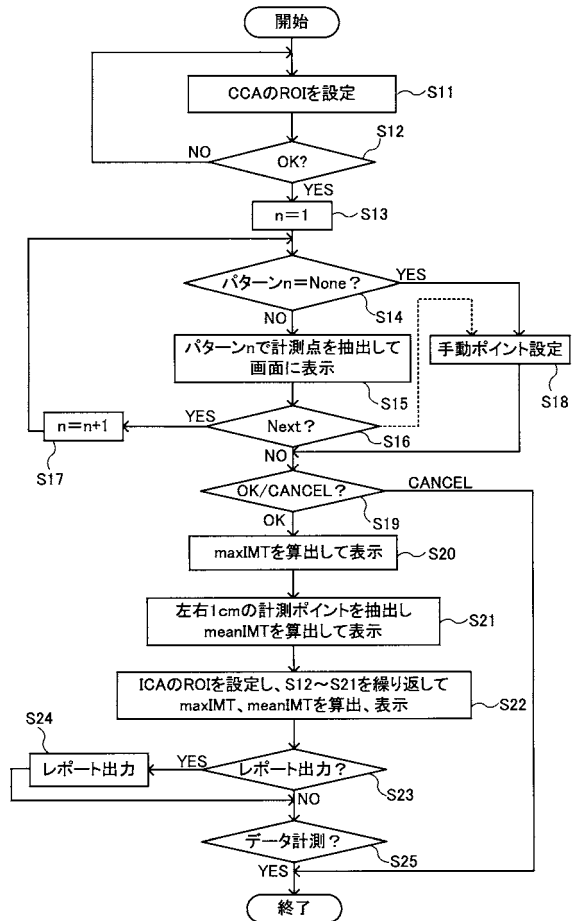 開始
CCAのROIを設定
S11
S12
NO
OK?
YES
n=1
S13
パターンn=None?
YES
S14
NO
パターンnで計測点を抽出して
画面に表示
S15
手動ポイント設定
S18
n=n+1
YES
Next?
S16
S17
NO
OK/CANCEL?
CANCEL
S19
OK
maxIMTを算出して表示
S20
左右1cmの計測ポイントを抽出し
meanIMTを算出して表示
S21
ICAのROIを設定し、S12~S21を繰り返して
maxIMT、meanIMTを算出、表示
S22
S24
レポート出力
YES
レポート出力?
S23
NO
データ計測?
S25
YES
終了